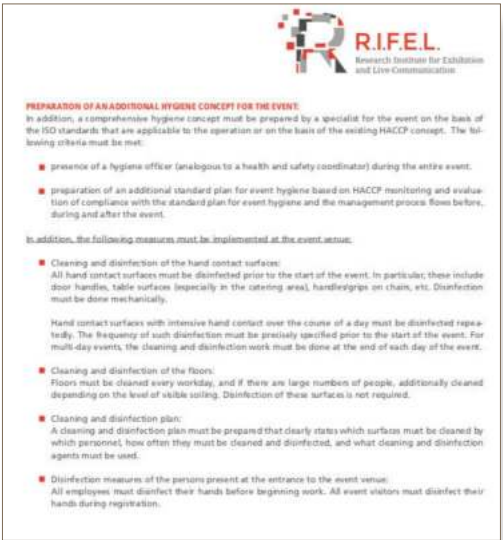 R.I.F.E.L.
Research Institute for Exhibition
and Live-Communication
PREPARATION OF AN ADDITIONAL HYGIENE CONCEPT FOR THE EVENT:
In addition, a comprehensive hygiene concept must be prepared by a specialist for the event on the basis of
the ISO standards that are applicable to the operation or on the basis of the existing HACCP concept. The fol-
lowing criteria must be met:
presence of a hygiene officer (analogous to a health and safety coordinator) during the entire event.
preparation of an additional standard plan for event hygiene based on HACCP monitoring and evalua-
tion of compliance with the standard plan for event hygiene and the management process flows before,
during and after the event.
In addition, the following measures must be implemented at the event venue:
Cleaning and disinfection of the hand contact surfaces:
All hand contact surfaces must be disinfected prior to the start of the event. In particular, these include
door handles, table surfaces (especially in the catering area), handles/grips on chairs, etc. Disinfection
must be done mechanically.
Hand contact surfaces with intensive hand contact over the course of a day must be disinfected repea-
tedly. The frequency of such disinfection must be precisely specified prior to the start of the event. For
multi-day events, the cleaning and disinfection work must be done at the end of each day of the event.
Cleaning and disinfection of the floors:
Floors must be cleaned every workday, and if there are large numbers of people, additionally cleaned
depending on the level of visible soiling. Disinfection of these surfaces is not required.
Cleaning and disinfection plan:
A cleaning and disinfection plan must be prepared that clearly states which surfaces must be cleaned by
which personnel, how often they must be cleaned and disinfected, and what cleaning and disinfection
agents must be used.
Disinfection measures of the persons present at the entrance to the event venue:
All employees must disinfect their hands before beginning work. All event visitors must disinfect their
hands during registration.